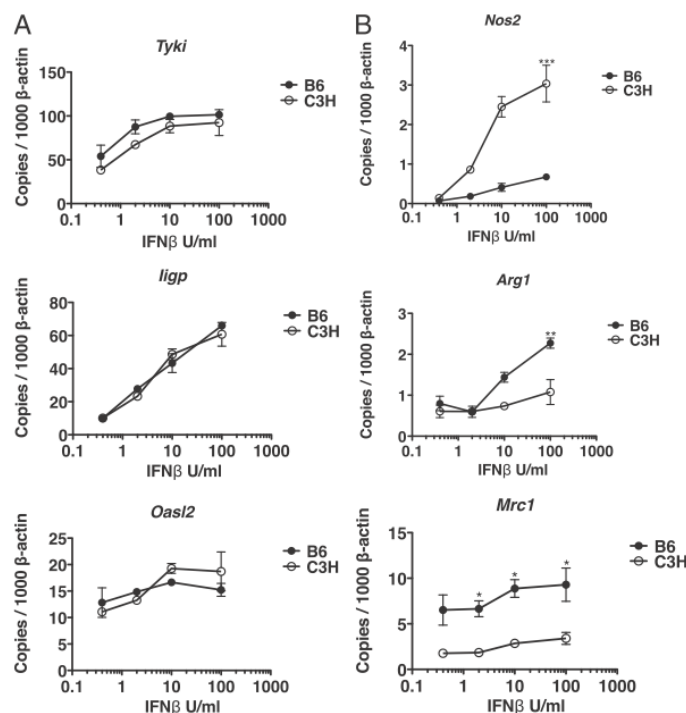 A
Tyki
Copies / 1000 β-actin
150
100
50
0
0.1 1 10 100 1000
IFNβ U/ml
B6
C3H
Iigp
Copies / 1000 β-actin
80
60
40
20
0
0.1 1 10 100 1000
IFNβ U/ml
B6
C3H
Oasl2
Copies / 1000 β-actin
25
20
15
10
5
0
0.1 1 10 100 1000
IFNβ U/ml
B6
C3H
B
Nos2
Copies / 1000 β-actin
4
3
2
1
0
***
0.1 1 10 100 1000
IFNβ U/ml
B6
C3H
Arg1
Copies / 1000 β-actin
3
2
1
0
**
0.1 1 10 100 1000
IFNβ U/ml
B6
C3H
Mrc1
Copies / 1000 β-actin
15
10
5
0
* * *
0.1 1 10 100 1000
IFNβ U/ml
B6
C3H